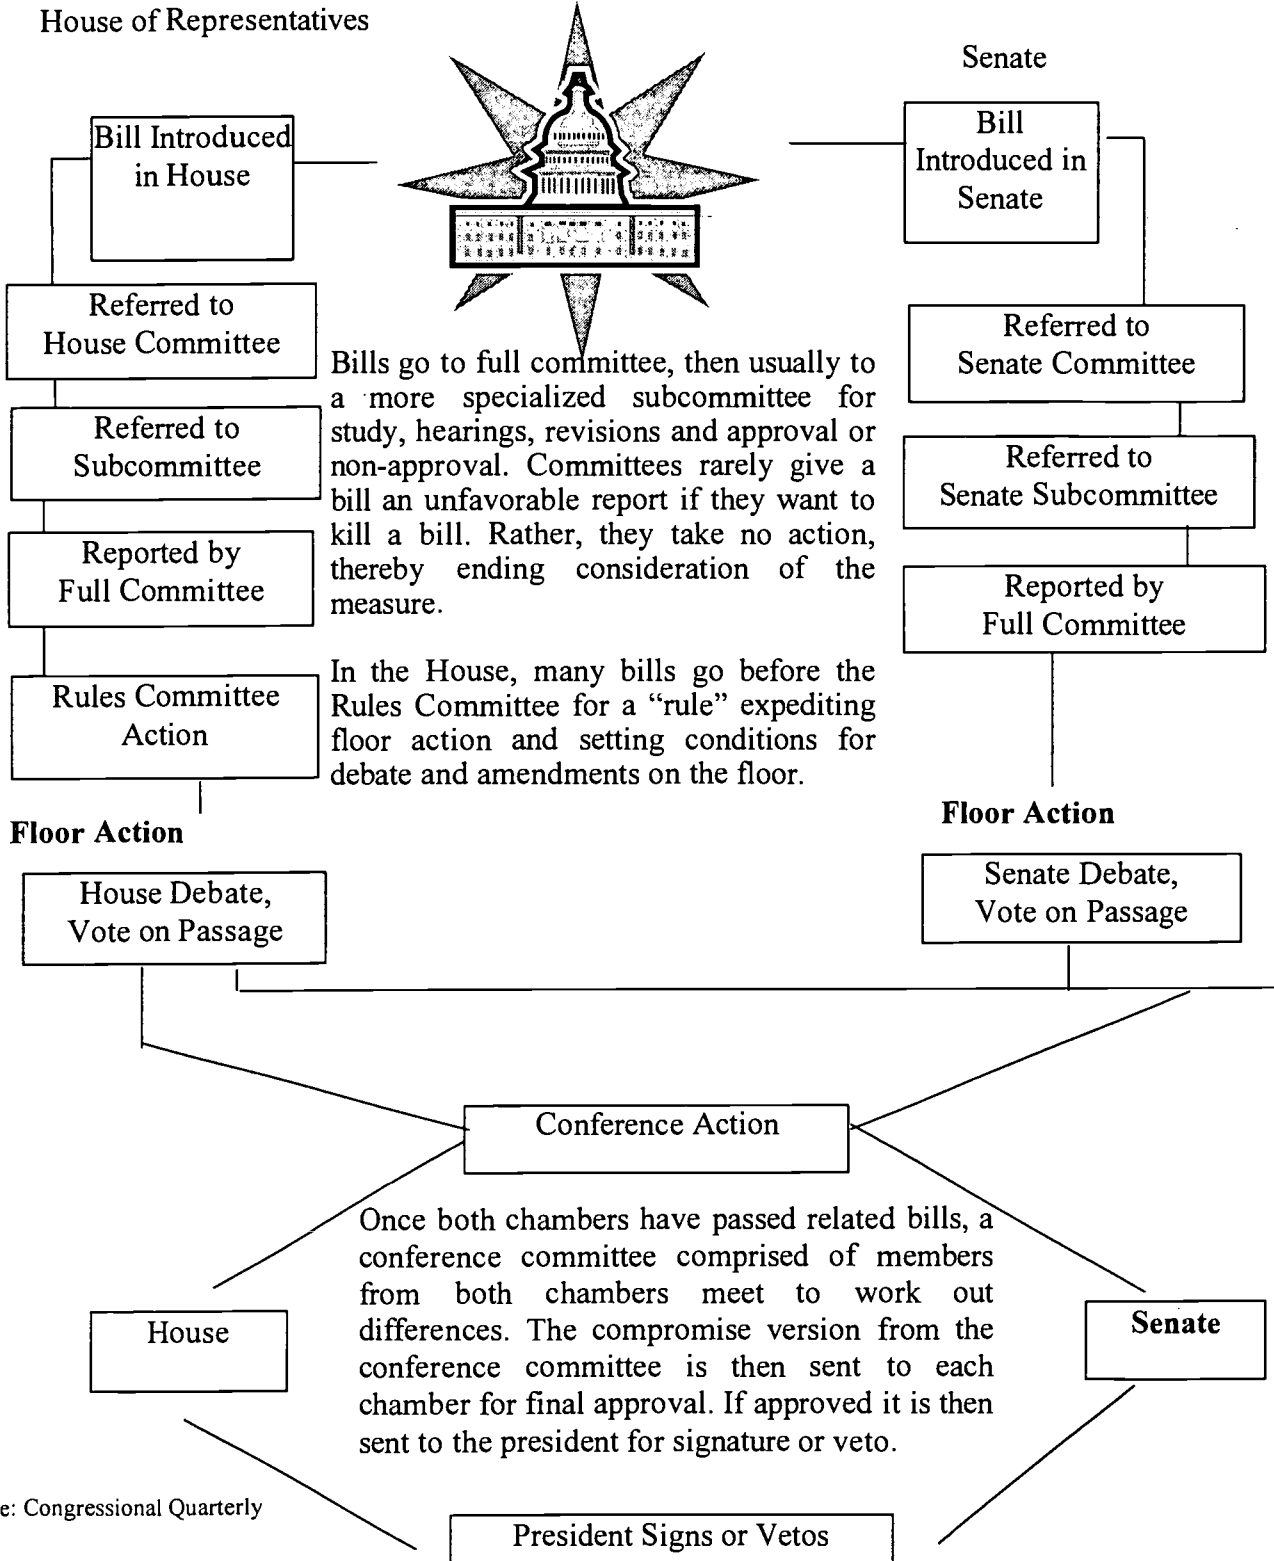 House of Representatives
Senate
Bill Introduced
in House
Bill
Introduced in
Senate
Referred to
House Committee
Referred to
Senate Committee
Bills go to full committee, then usually to
a more specialized subcommittee for
study, hearings, revisions and approval or
non-approval. Committees rarely give a
bill an unfavorable report if they want to
kill a bill. Rather, they take no action,
thereby ending consideration of the
measure.
Referred to
Subcommittee
Referred to
Senate Subcommittee
Reported by
Full Committee
Reported by
Full Committee
Rules Committee
Action
In the House, many bills go before the
Rules Committee for a “rule” expediting
floor action and setting conditions for
debate and amendments on the floor.
Floor Action
Floor Action
House Debate,
Vote on Passage
Senate Debate,
Vote on Passage
Conference Action
Once both chambers have passed related bills, a
conference committee comprised of members
from both chambers meet to work out
differences. The compromise version from the
conference committee is then sent to each
chamber for final approval. If approved it is then
sent to the president for signature or veto.
House
Senate
e: Congressional Quarterly
President Signs or Vetos